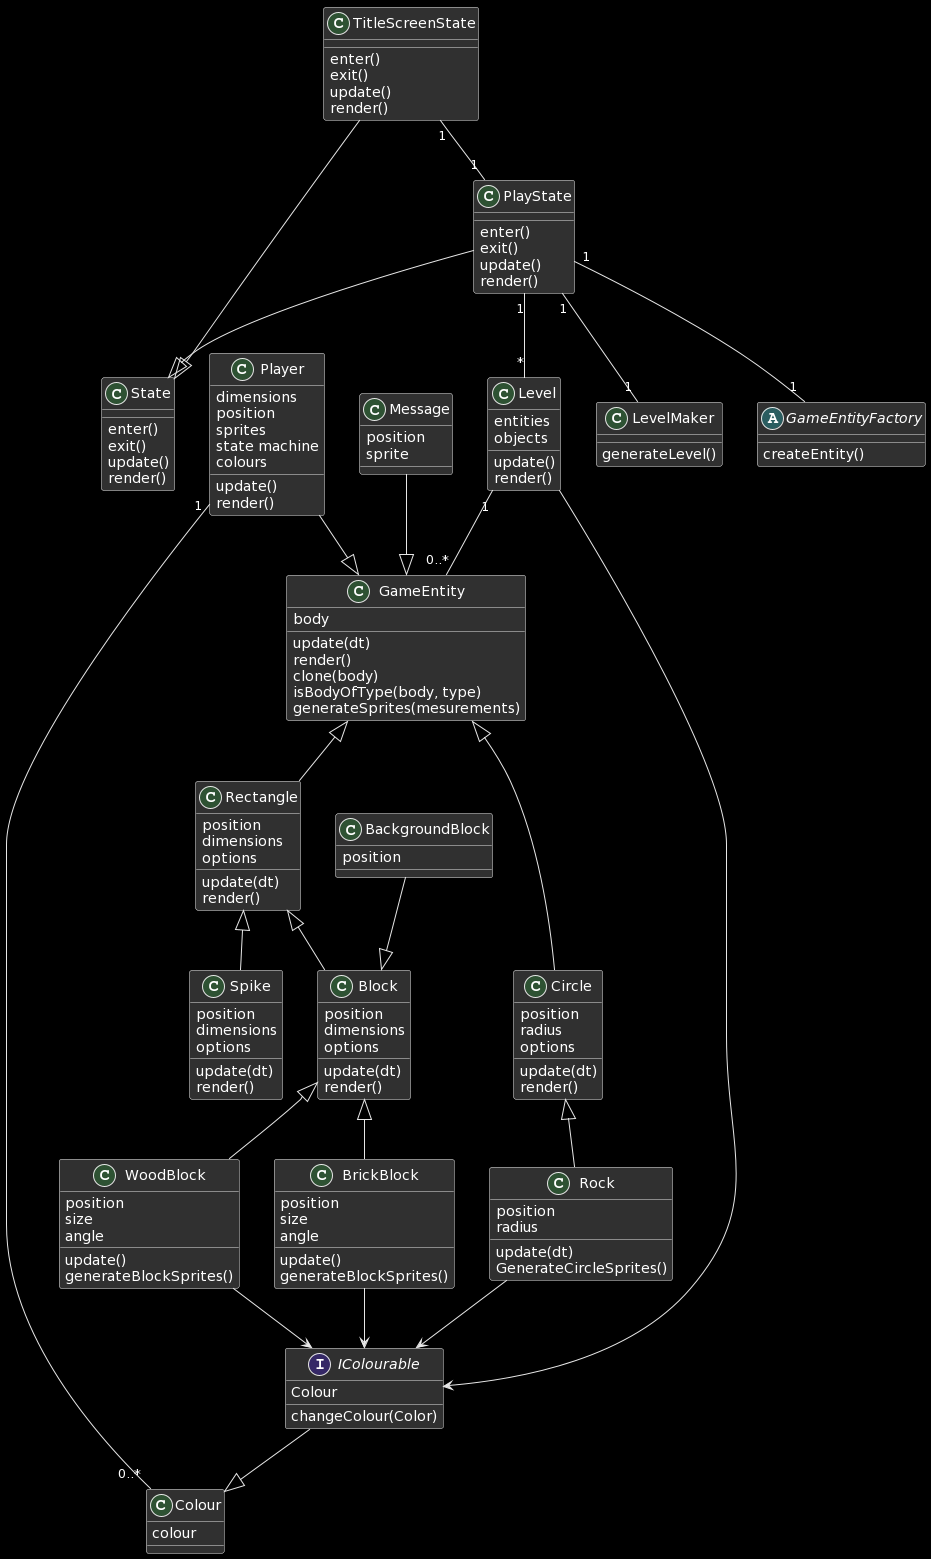 C TitleScreenState
enter()
exit()
update()
render()
1
1
C PlayState
enter()
exit()
update()
render()
1
1
1
C State
enter()
exit()
update()
render()
C Player
dimensions
position
sprites
state machine
colours
update()
render()
1
C Message
position
sprite
*
C Level
entities
objects
update()
render()
1
1
C LevelMaker
generateLevel()
1
A GameEntityFactory
createEntity()
0..*
C GameEntity
body
update(dt)
render()
clone(body)
isBodyOfType(body, type)
generateSprites(mesurements)
C Rectangle
position
dimensions
options
update(dt)
render()
C BackgroundBlock
position
C Spike
position
dimensions
options
update(dt)
render()
C Block
position
dimensions
options
update(dt)
render()
C Circle
position
radius
options
update(dt)
render()
C WoodBlock
position
size
angle
update()
generateBlockSprites()
C BrickBlock
position
size
angle
update()
generateBlockSprites()
C Rock
position
radius
update(dt)
GenerateCircleSprites()
I IColourable
Colour
changeColour(Color)
0..*
C Colour
colour